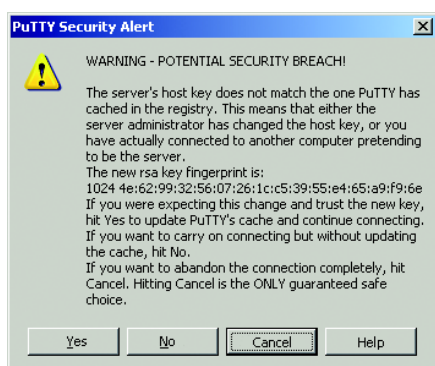 PuTTY Security Alert
WARNING - POTENTIAL SECURITY BREACH!
The server's host key does not match the one PuTTY has
cached in the registry. This means that either the
server administrator has changed the host key, or you
have actually connected to another computer pretending
to be the server.
The new rsa key fingerprint is:
1024 4e:62:99:32:56:07:26:1c:c5:39:55:e4:65:a9:f9:6e
If you were expecting this change and trust the new key,
hit Yes to update PuTTY's cache and continue connecting.
If you want to carry on connecting but without updating
the cache, hit No.
If you want to abandon the connection completely, hit
Cancel. Hitting Cancel is the ONLY guaranteed safe
choice.
Yes No Cancel Help